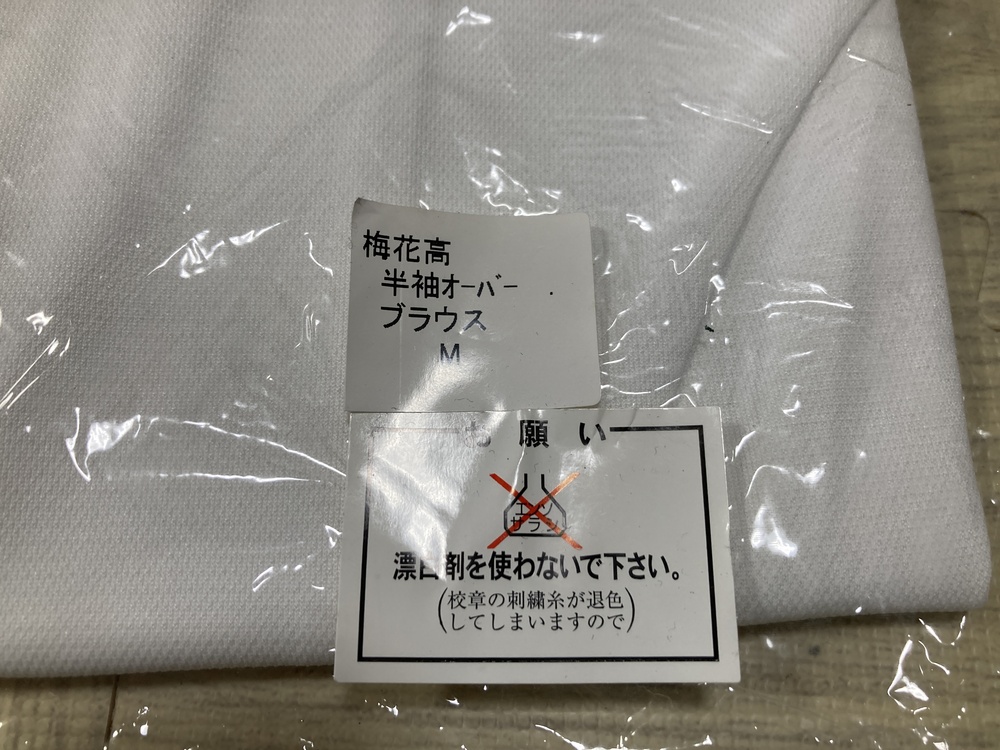 梅花高
半袖オーバー
ブラウス
M
お願い
エンソ
サラシ
漂白剤を使わないで下さい。
(校章の刺繍糸が退色
してしまいますので)